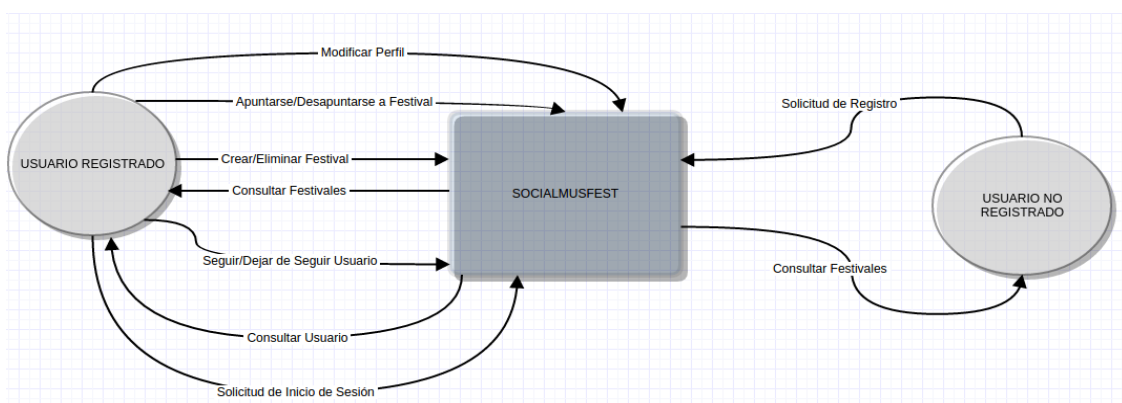 Modificar Perfil
Apuntarse/Desapuntarse a Festival
Solicitud de Registro
USUARIO REGISTRADO
Crear/Eliminar Festival
Consultar Festivales
SOCIALMUSFEST
USUARIO NO
REGISTRADO
Seguir/Dejar de Seguir Usuario
Consultar Festivales
Consultar Usuario
Solicitud de Inicio de Sesión